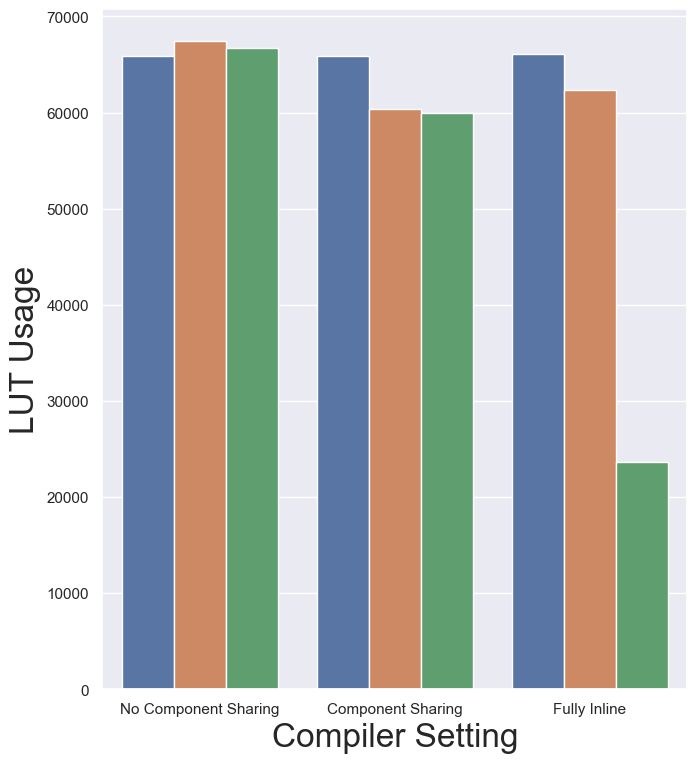 70000
60000
50000
40000
30000
20000
10000
0
LUT Usage
No Component Sharing
Component Sharing
Fully Inline
Compiler Setting